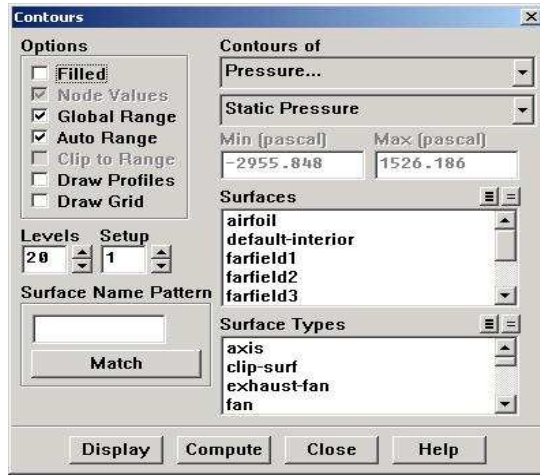 Contours
Options
Filled
Node Values
Global Range
Auto Range
Clip to Range
Draw Profiles
Draw Grid
Levels Setup
20 1
Surface Name Pattern
Match
Contours of
Pressure...
Static Pressure
Min (pascal) Max (pascal)
-2955.848 1526.186
Surfaces
airfoil
default-interior
farfield1
farfield2
farfield3
Surface Types
axis
clip-surf
exhaust-fan
fan
Display Compute Close Help